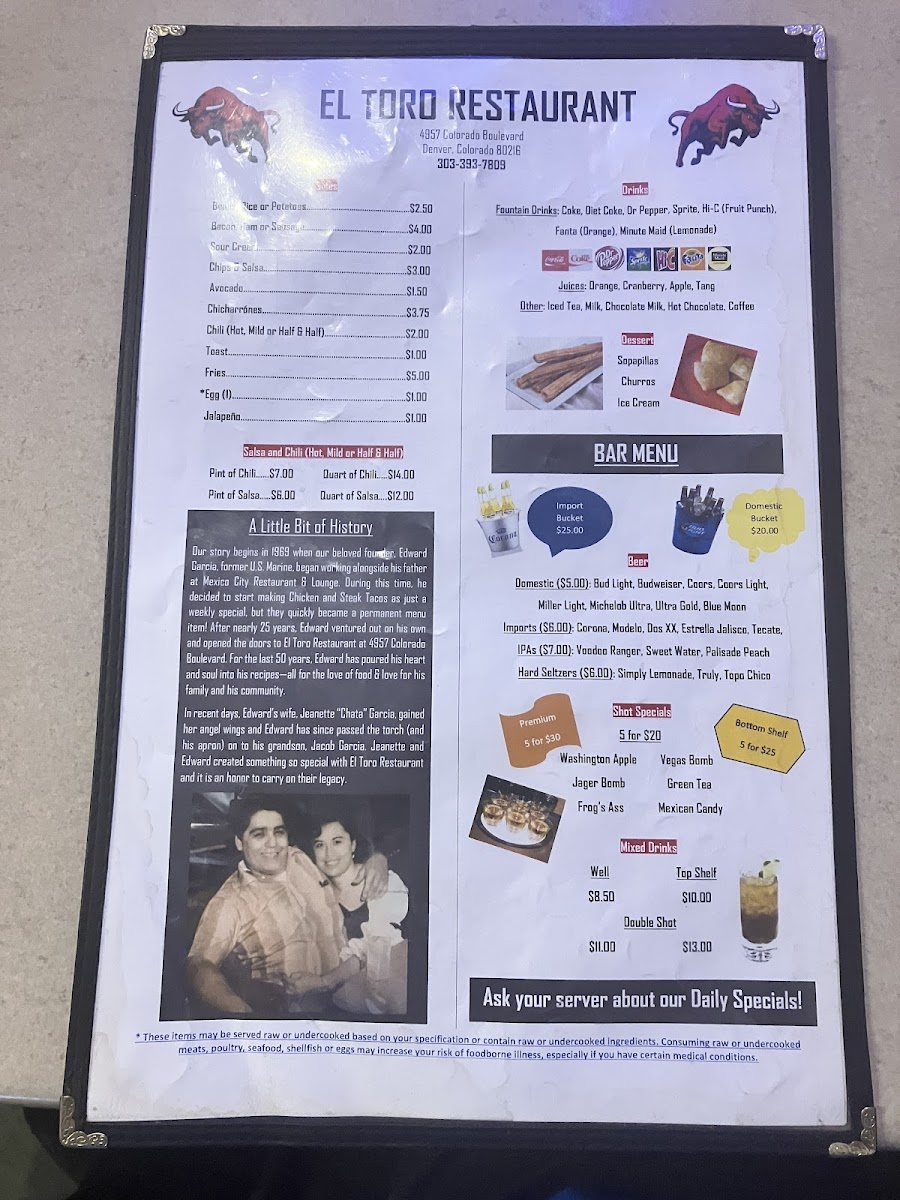 EL TORO RESTAURANT
4957 Colorado Boulevard
Denver, Colorado 80216
303-393-7809
Sides
Beans, Rice or Potatoes $2.50
Bacon, Ham or Sausage $4.00
Sour Cream $2.00
Chips & Salsa $3.00
Avocado $1.50
Chicharrónes $3.75
Chili (Hot, Mild or Half & Half) $2.00
Toast $1.00
Fries $5.00
*Egg (1) $1.00
Jalapeño $1.00
Salsa and Chili (Hot, Mild or Half & Half)
Pint of Chili......$7.00 Quart of Chili.....$14.00
Pint of Salsa.....$6.00 Quart of Salsa....$12.00
A Little Bit of History
Our story begins in 1969 when our beloved founder, Edward
Garcia, former U.S. Marine, began working alongside his father
at Mexico City Restaurant & Lounge. During this time, he
decided to start making Chicken and Steak Tacos as just a
weekly special, but they quickly became a permanent menu
item! After nearly 25 years, Edward ventured out on his own
and opened the doors to El Toro Restaurant at 4957 Colorado
Boulevard. For the last 50 years, Edward has poured his heart
and soul into his recipes—all for the love of food & love for his
family and his community.
In recent days, Edward's wife, Jeanette "Chata" Garcia, gained
her angel wings and Edward has since passed the torch (and
his apron) on to his grandson, Jacob Garcia. Jeanette and
Edward created something so special with El Toro Restaurant
and it is an honor to carry on their legacy.
Drinks
Fountain Drinks: Coke, Diet Coke, Dr Pepper, Sprite, Hi-C (Fruit Punch),
Fanta (Orange), Minute Maid (Lemonade)
Coca-Cola Diet Coke Dr Pepper Sprite Hi-C Fanta
Juices: Orange, Cranberry, Apple, Tang
Other: Iced Tea, Milk, Chocolate Milk, Hot Chocolate, Coffee
Dessert
Sopapillas
Churros
Ice Cream
BAR MENU
Corona
Import
Bucket
$25.00
Domestic
Bucket
$20.00
Beer
Domestic ($5.00): Bud Light, Budweiser, Coors, Coors Light,
Miller Light, Michelob Ultra, Ultra Gold, Blue Moon
Imports ($6.00): Corona, Modelo, Dos XX, Estrella Jalisco, Tecate,
IPAs ($7.00): Voodoo Ranger, Sweet Water, Palisade Peach
Hard Seltzers ($6.00): Simply Lemonade, Truly, Topo Chico
Premium
5 for $30
Shot Specials
5 for $20
Bottom Shelf
5 for $25
Washington Apple Vegas Bomb
Jager Bomb Green Tea
Frog's Ass Mexican Candy
Mixed Drinks
Well Top Shelf
$8.50 $10.00
Double Shot
$11.00 $13.00
Ask your server about our Daily Specials!
* These items may be served raw or undercooked based on your specification or contain raw or undercooked ingredients. Consuming raw or undercooked
meats, poultry, seafood, shellfish or eggs may increase your risk of foodborne illness, especially if you have certain medical conditions.